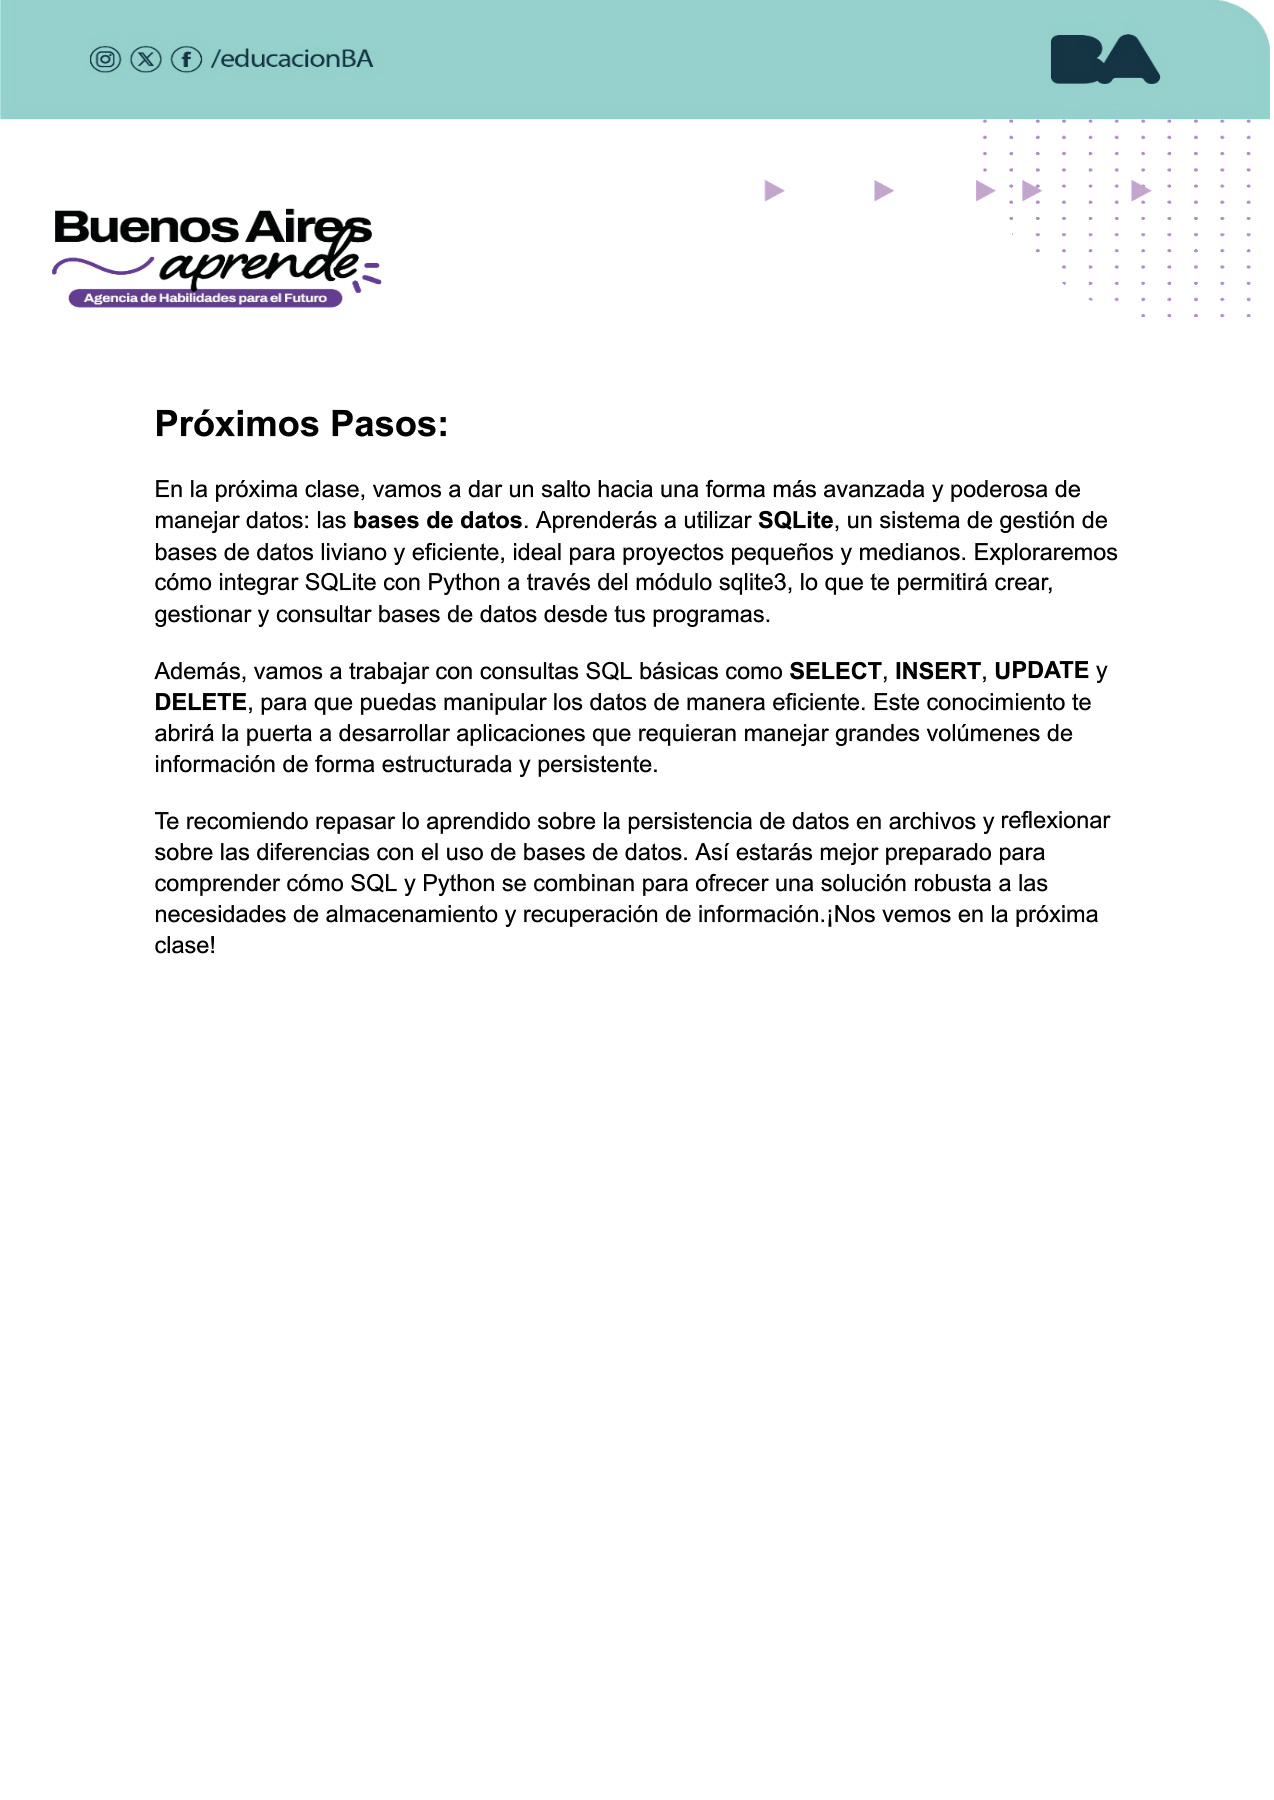 /educacionBA
BA
Buenos Aires
aprende
Agencia de Habilidades para el Futuro
Próximos Pasos:
En la próxima clase, vamos a dar un salto hacia una forma más avanzada y poderosa de
manejar datos: las bases de datos. Aprenderás a utilizar SQLite, un sistema de gestión de
bases de datos liviano y eficiente, ideal para proyectos pequeños y medianos. Exploraremos
cómo integrar SQLite con Python a través del módulo sqlite3, lo que te permitirá crear,
gestionar y consultar bases de datos desde tus programas.
Además, vamos a trabajar con consultas SQL básicas como SELECT, INSERT, UPDATE y
DELETE, para que puedas manipular los datos de manera eficiente. Este conocimiento te
abrirá la puerta a desarrollar aplicaciones que requieran manejar grandes volúmenes de
información de forma estructurada y persistente.
Te recomiendo repasar lo aprendido sobre la persistencia de datos en archivos y reflexionar
sobre las diferencias con el uso de bases de datos. Así estarás mejor preparado para
comprender cómo SQL y Python se combinan para ofrecer una solución robusta a las
necesidades de almacenamiento y recuperación de información.¡Nos vemos en la próxima
clase!